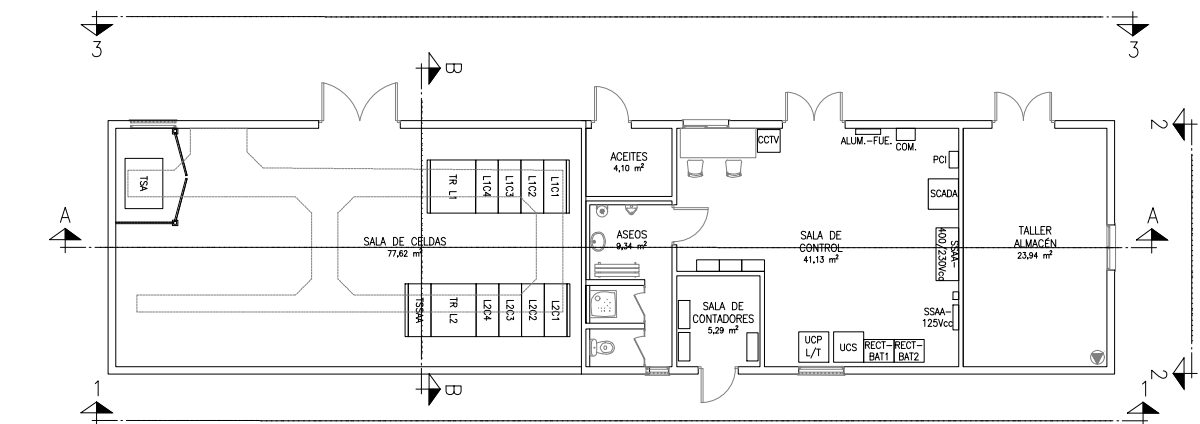 3
3
B
2
CCTV
ALUM.-FUE.
COM.
ACEITES
4,10 m²
PCI
TSA
TR L1
L1C4
L1C3
L1C2
L1C1
SCADA
A
A
SALA DE CELDAS
77,62 m²
ASEOS
9,34 m²
SALA DE
CONTROL
41,13 m²
SSAA-
400/230Vca
TALLER
ALMACÉN
23,94 m²
TSSAA
TR L2
L2C4
L2C3
L2C2
L2C1
SALA DE
CONTADORES
5,29 m²
SSAA-
125Vcc
UCP
L/T
UCS
RECT-
BAT1
RECT-
BAT2
1
B
1
2